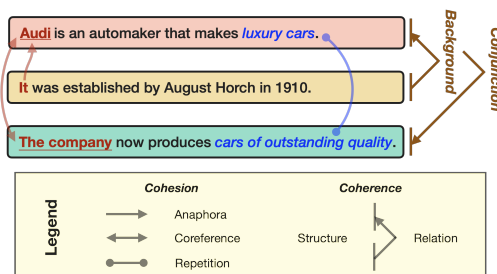 Audi is an automaker that makes luxury cars.
It was established by August Horch in 1910.
The company now produces cars of outstanding quality.
Background
Legend
Cohesion
Anaphora
Coreference
Repetition
Coherence
Structure
Relation